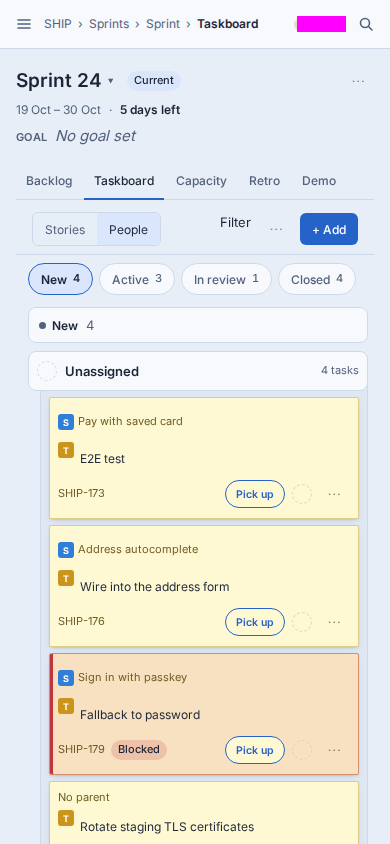 SHIP › Sprints › Sprint › Taskboard
Sprint 24 ▾ Current ...
19 Oct – 30 Oct · 5 days left
GOAL No goal set
Backlog Taskboard Capacity Retro Demo
Stories People Filter ... + Add
New 4 Active 3 In review 1 Closed 4
New 4
Unassigned 4 tasks
S Pay with saved card
T E2E test
SHIP-173 Pick up ...
S Address autocomplete
T Wire into the address form
SHIP-176 Pick up ...
S Sign in with passkey
T Fallback to password
SHIP-179 Blocked Pick up ...
No parent
T Rotate staging TLS certificates